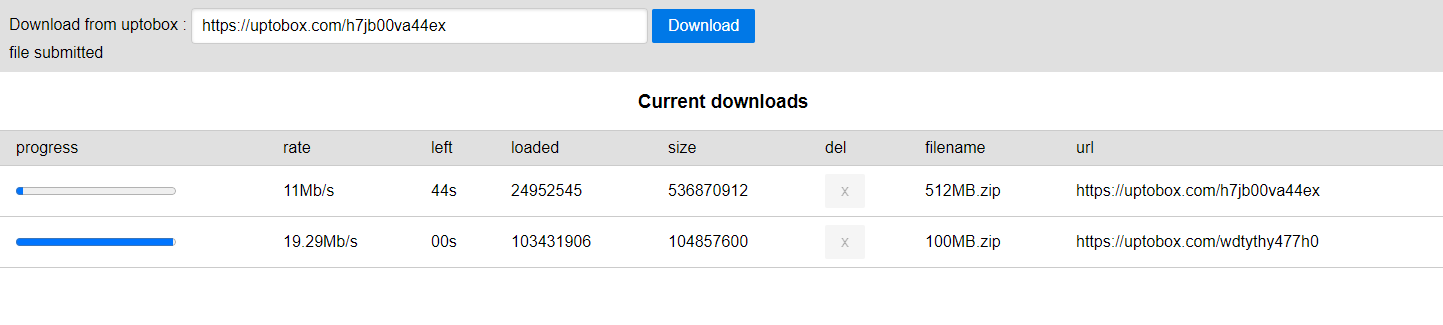 Download from uptobox : https://uptobox.com/h7jb00va44ex Download
file submitted
Current downloads
progress rate left loaded size del filename url
11Mb/s 44s 24952545 536870912 x 512MB.zip https://uptobox.com/h7jb00va44ex
19.29Mb/s 00s 103431906 104857600 x 100MB.zip https://uptobox.com/wdtythy477h0